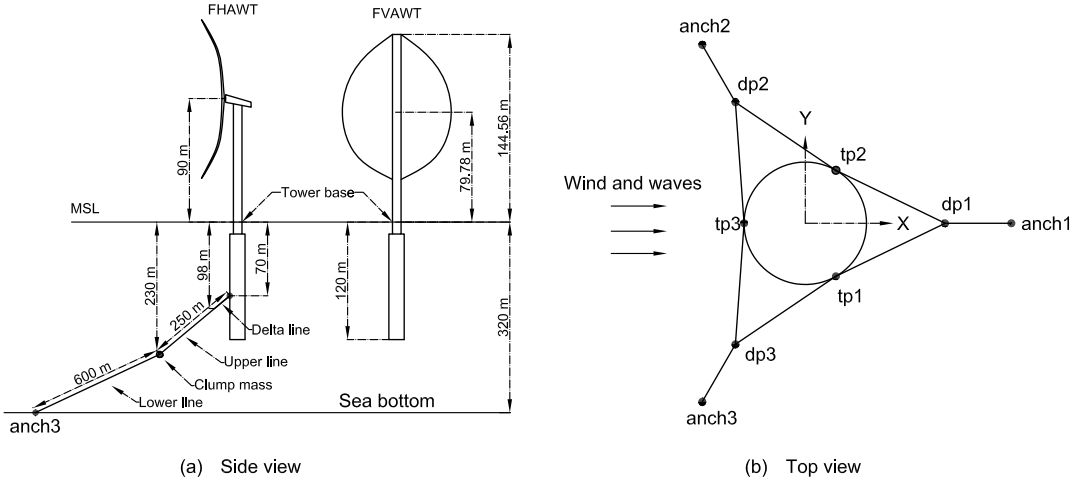 FHAWT
FVAWT
90 m
144.56 m
79.78 m
Tower base
MSL
230 m
98 m
70 m
120 m
320 m
250 m
Delta line
Upper line
600 m
Clump mass
Lower line
Sea bottom
anch3
(a) Side view
anch2
dp2
Y
tp2
Wind and waves
dp1
tp3
X
anch1
tp1
dp3
anch3
(b) Top view